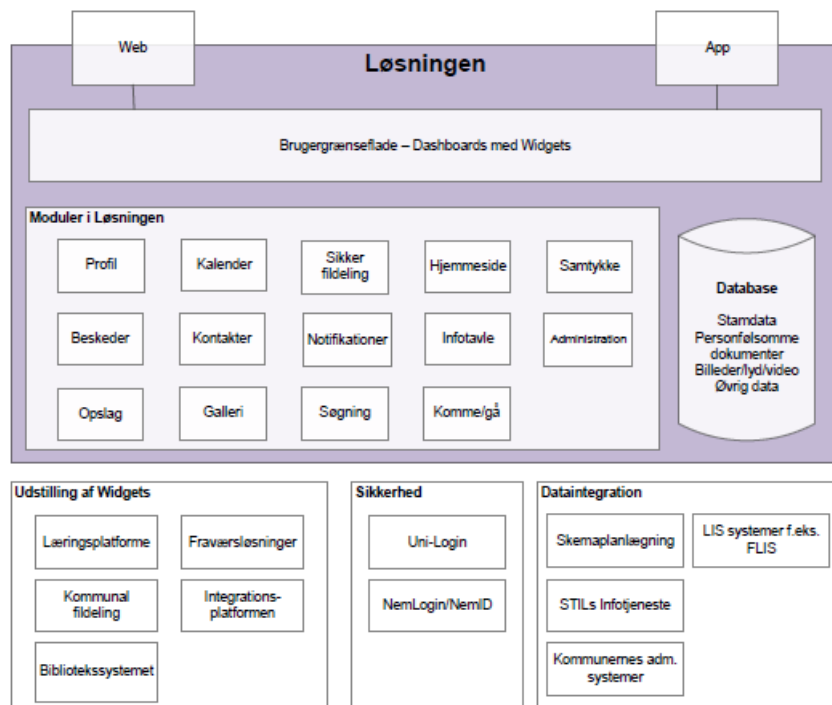 Web
App
Løsningen
Brugergrænseflade – Dashboards med Widgets
Moduler i Løsningen
Profil
Kalender
Sikker
fildeling
Hjemmeside
Samtykke
Beskeder
Kontakter
Notifikationer
Infotavle
Administration
Opslag
Galleri
Søgning
Komme/gå
Database
Stamdata
Personfølsomme
dokumenter
Billeder/lyd/video
Øvrig data
Udstilling af Widgets
Læringsplatforme
Fraværsløsninger
Kommunal
fildeling
Integrations-
platformen
Bibliotekssystemet
Sikkerhed
Uni-Login
NemLogin/NemID
Dataintegration
Skemaplanlægning
LIS systemer f.eks.
FLIS
STILs Infotjeneste
Kommunernes adm.
systemer